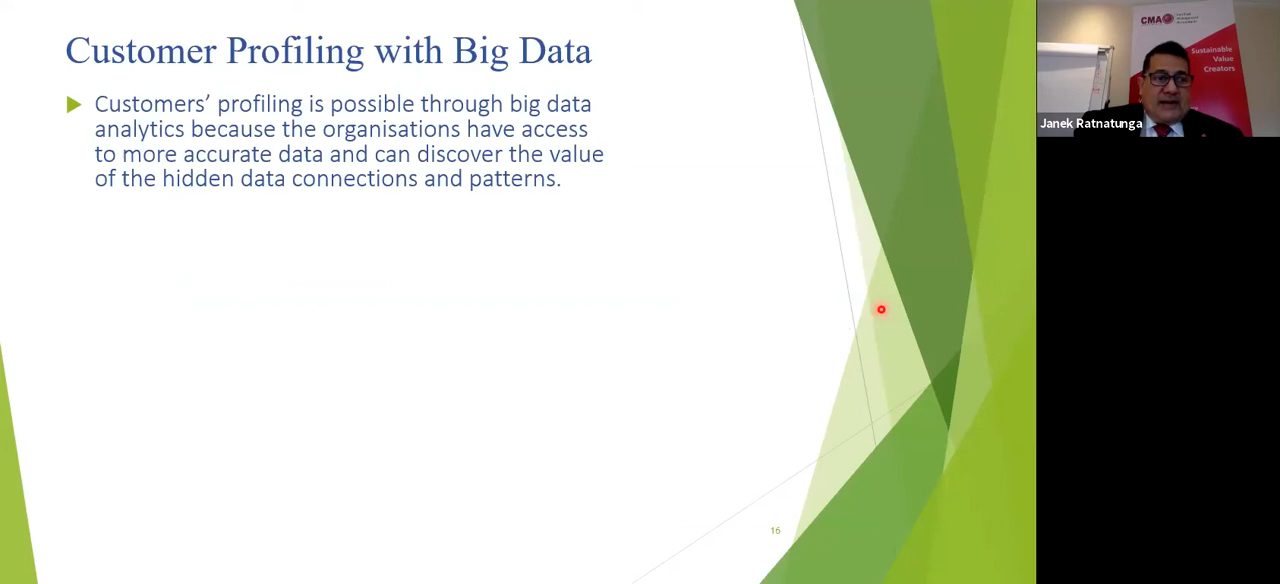 Customer Profiling with Big Data
Customers’ profiling is possible through big data
analytics because the organisations have access
to more accurate data and can discover the value
of the hidden data connections and patterns.
16
CMA
Sustainable
Value
Creators
Janek Ratnatunga